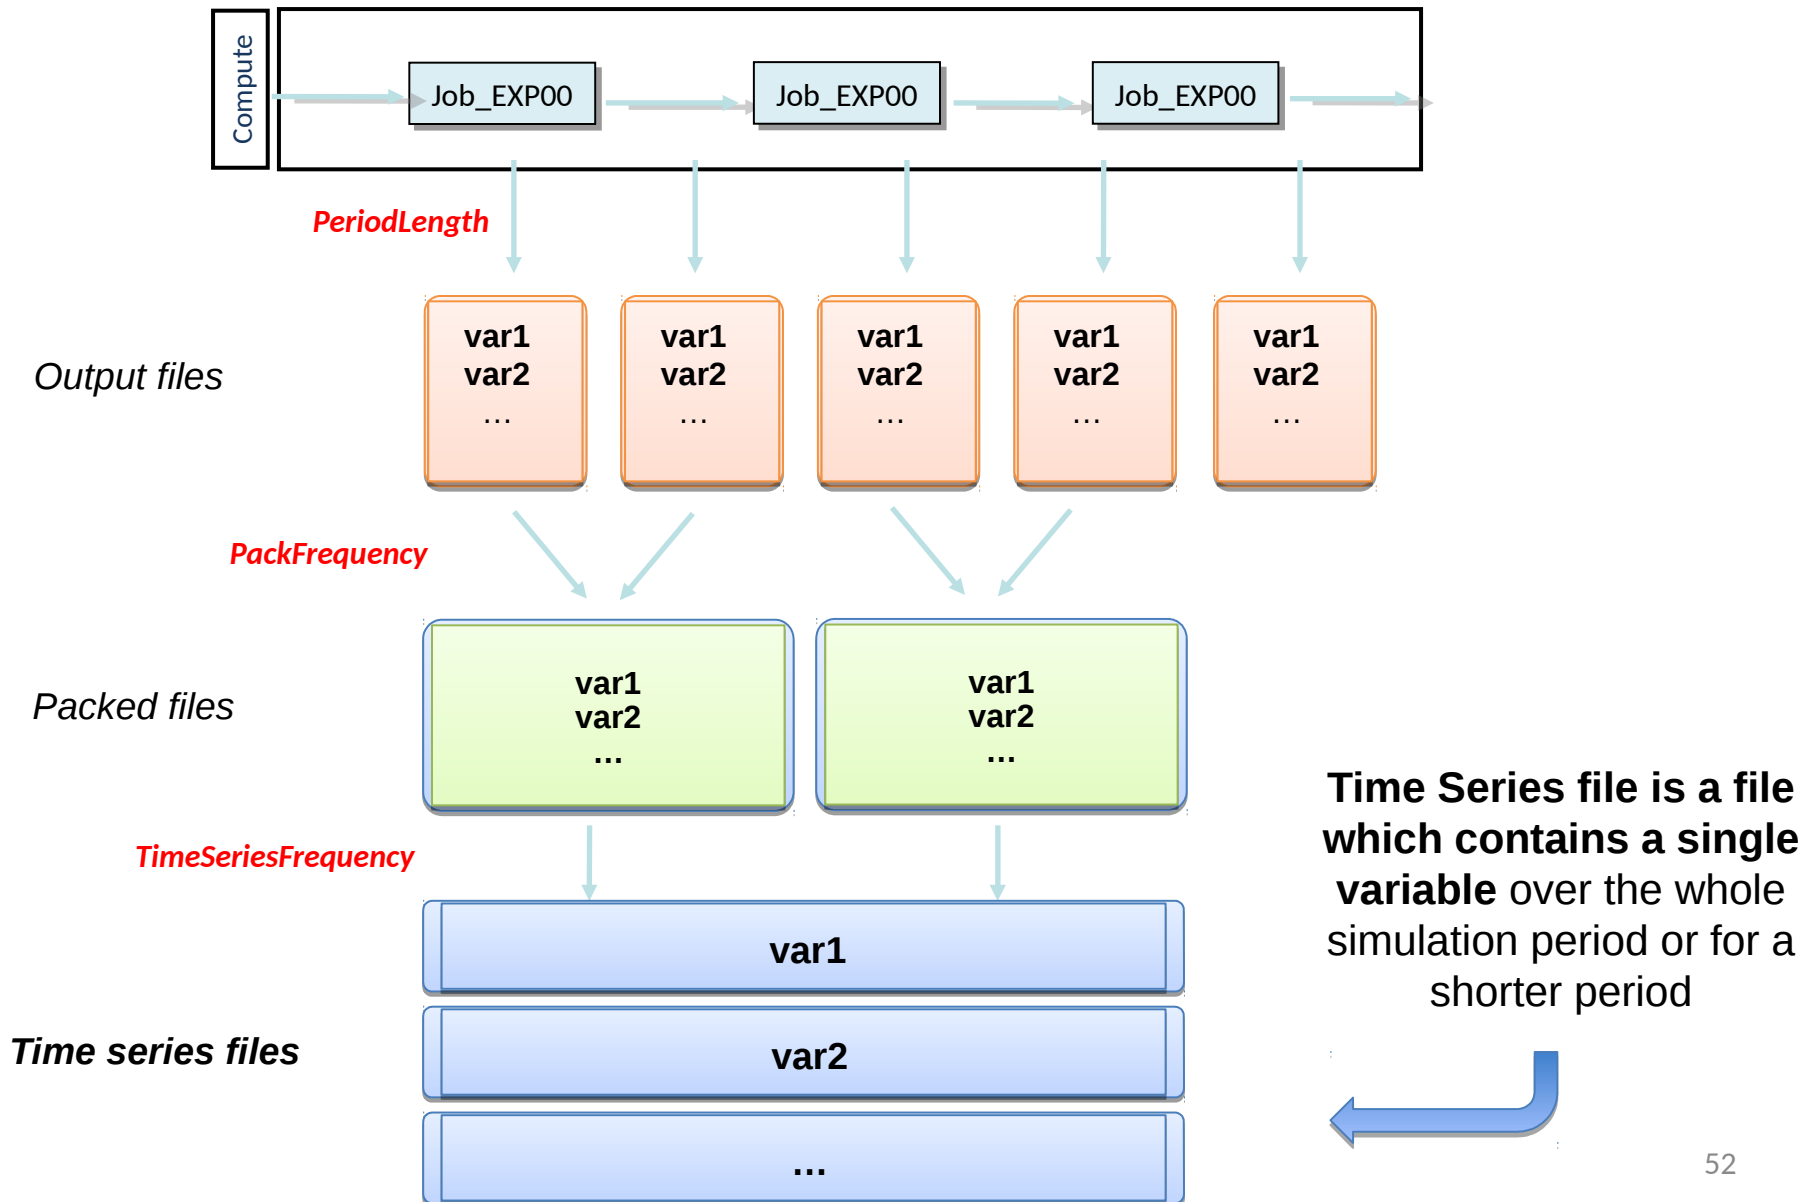 Compute
Job_EXP00
Job_EXP00
Job_EXP00
PeriodLength
Output files
var1
var2
...
var1
var2
...
var1
var2
...
var1
var2
...
var1
var2
...
PackFrequency
Packed files
var1
var2
...
var1
var2
...
TimeSeriesFrequency
Time series files
var1
var2
...
Time Series file is a file
which contains a single
variable over the whole
simulation period or for a
shorter period
52